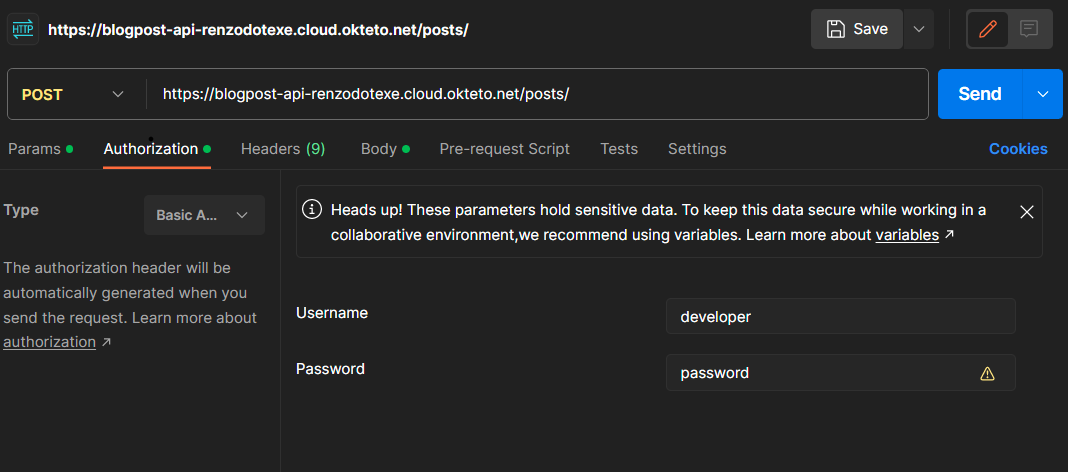 HTTP
https://blogpost-api-renzodotexe.cloud.okteto.net/posts/
Save
POST
https://blogpost-api-renzodotexe.cloud.okteto.net/posts/
Send
Params
Authorization
Headers (9)
Body
Pre-request Script
Tests
Settings
Cookies
Type
Basic A...
The authorization header will be
automatically generated when you
send the request. Learn more about
authorization ↗
Heads up! These parameters hold sensitive data. To keep this data secure while working in a
collaborative environment,we recommend using variables. Learn more about variables ↗
Username
developer
Password
password